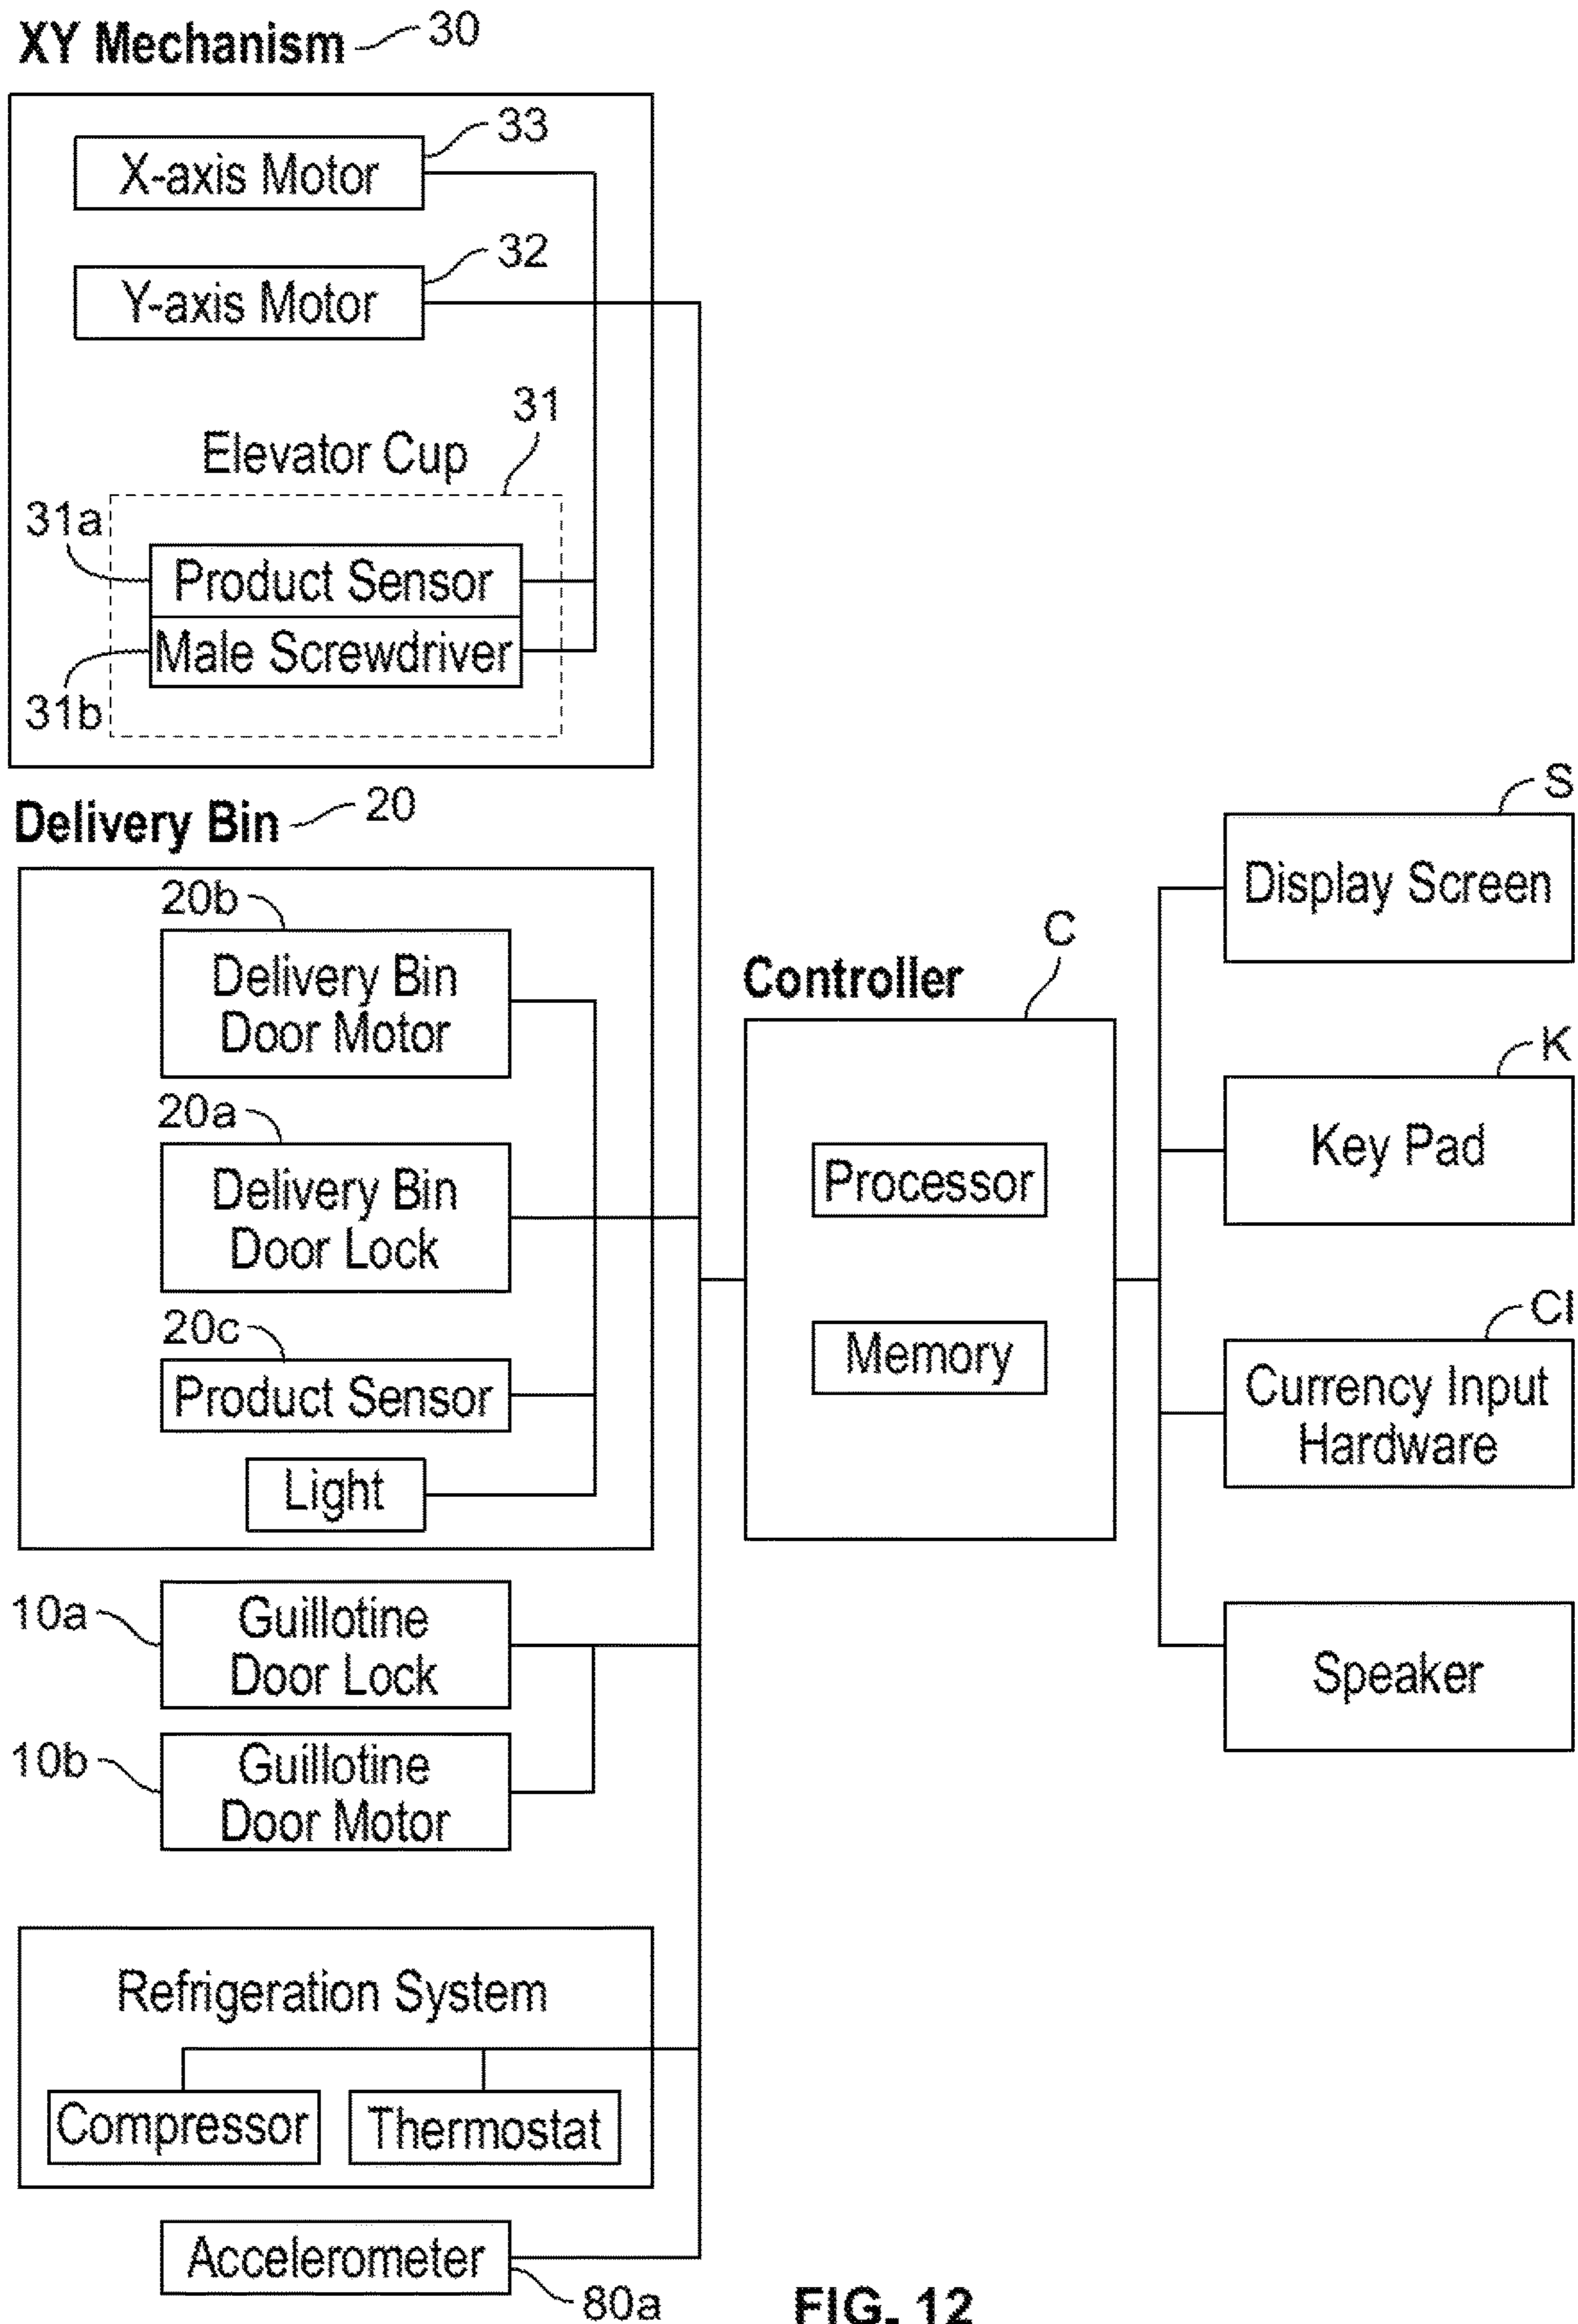 XY Mechanism 30
33
X-axis Motor
32
Y-axis Motor
31
Elevator Cup
31a
Product Sensor
Male Screwdriver
31b
Delivery Bin 20
20b
Delivery Bin
Door Motor
20a
Delivery Bin
Door Lock
20c
Product Sensor
Light
10a
Guillotine
Door Lock
10b
Guillotine
Door Motor
Refrigeration System
Compressor
Thermostat
Accelerometer
80a
C
Controller
Processor
Memory
S
Display Screen
K
Key Pad
CI
Currency Input
Hardware
Speaker
FIG. 12